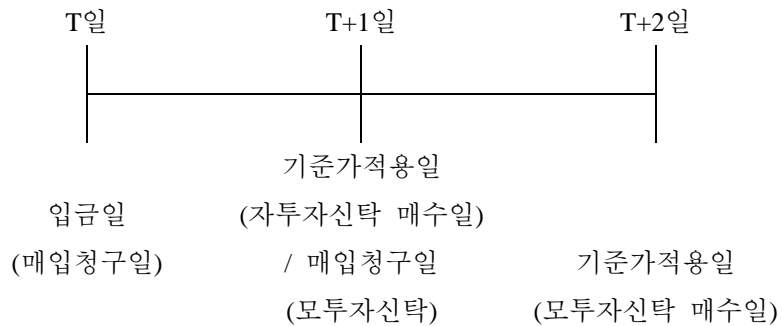 T일 T+1일 T+2일
기준가적용일
입금일 (자투자신탁 매수일)
(매입청구일) / 매입청구일 기준가적용일
(모투자신탁) (모투자신탁 매수일)